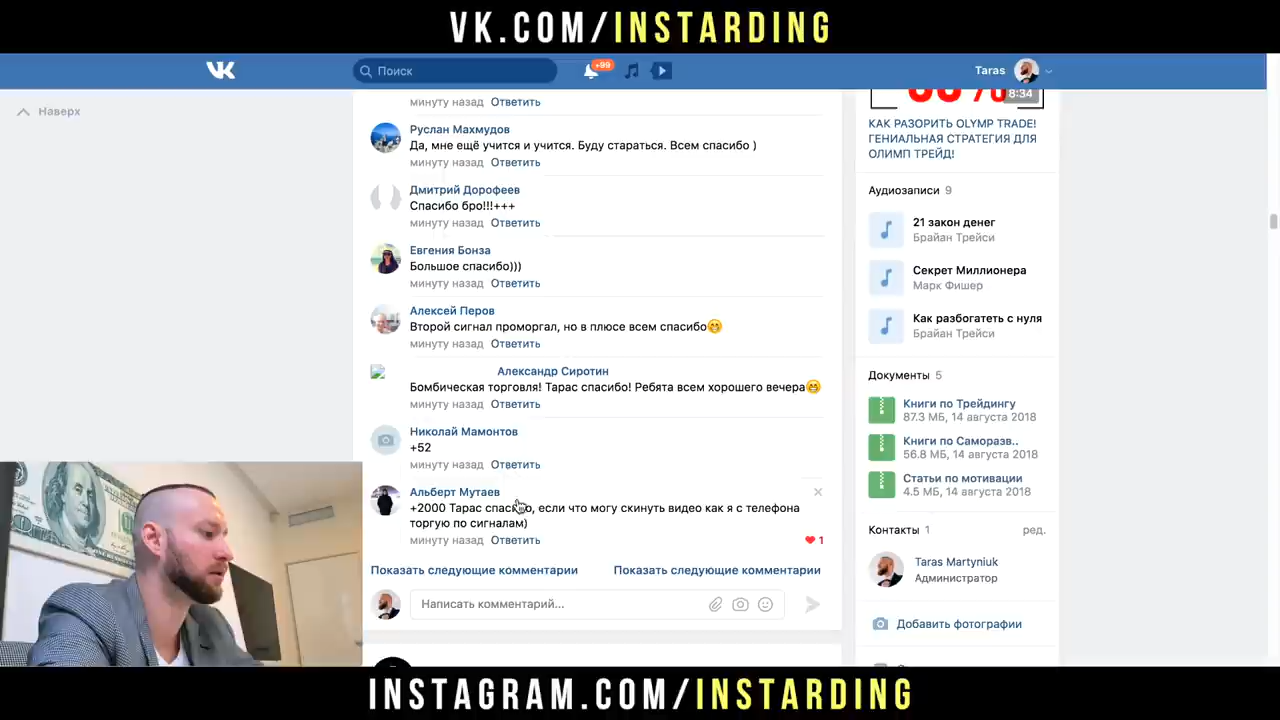 VK.COM/INSTARDING
Поиск
+99
Taras
Наверх
8:34
КАК РАЗОРИТЬ OLYMP TRADE!
ГЕНИАЛЬНАЯ СТРАТЕГИЯ ДЛЯ
ОЛИМП ТРЕЙД!
минуту назад Ответить
Руслан Махмудов
Да, мне ещё учится и учится. Буду стараться. Всем спасибо )
минуту назад Ответить
Дмитрий Дорофеев
Спасибо бро!!!+++
минуту назад Ответить
Евгения Бонза
Большое спасибо)))
минуту назад Ответить
Алексей Перов
Второй сигнал проморгал, но в плюсе всем спасибо😁
минуту назад Ответить
Александр Сиротин
Бомбическая торговля! Тарас спасибо! Ребята всем хорошего вечера😁
минуту назад Ответить
Николай Мамонтов
+52
минуту назад Ответить
Альберт Мутаев
+2000 Тарас спасибо, если что могу скинуть видео как я с телефона
торгую по сигналам)
минуту назад Ответить
1
Показать следующие комментарии Показать следующие комментарии
Написать комментарий...
Аудиозаписи 9
21 закон денег
Брайан Трейси
Секрет Миллионера
Марк Фишер
Как разбогатеть с нуля
Брайан Трейси
Документы 5
Книги по Трейдингу
87.3 МБ, 14 августа 2018
Книги по Саморазв..
56.8 МБ, 14 августа 2018
Статьи по мотивации
4.5 МБ, 14 августа 2018
Контакты 1 ред.
Taras Martyniuk
Администратор
Добавить фотографии
INSTAGRAM.COM/INSTARDING